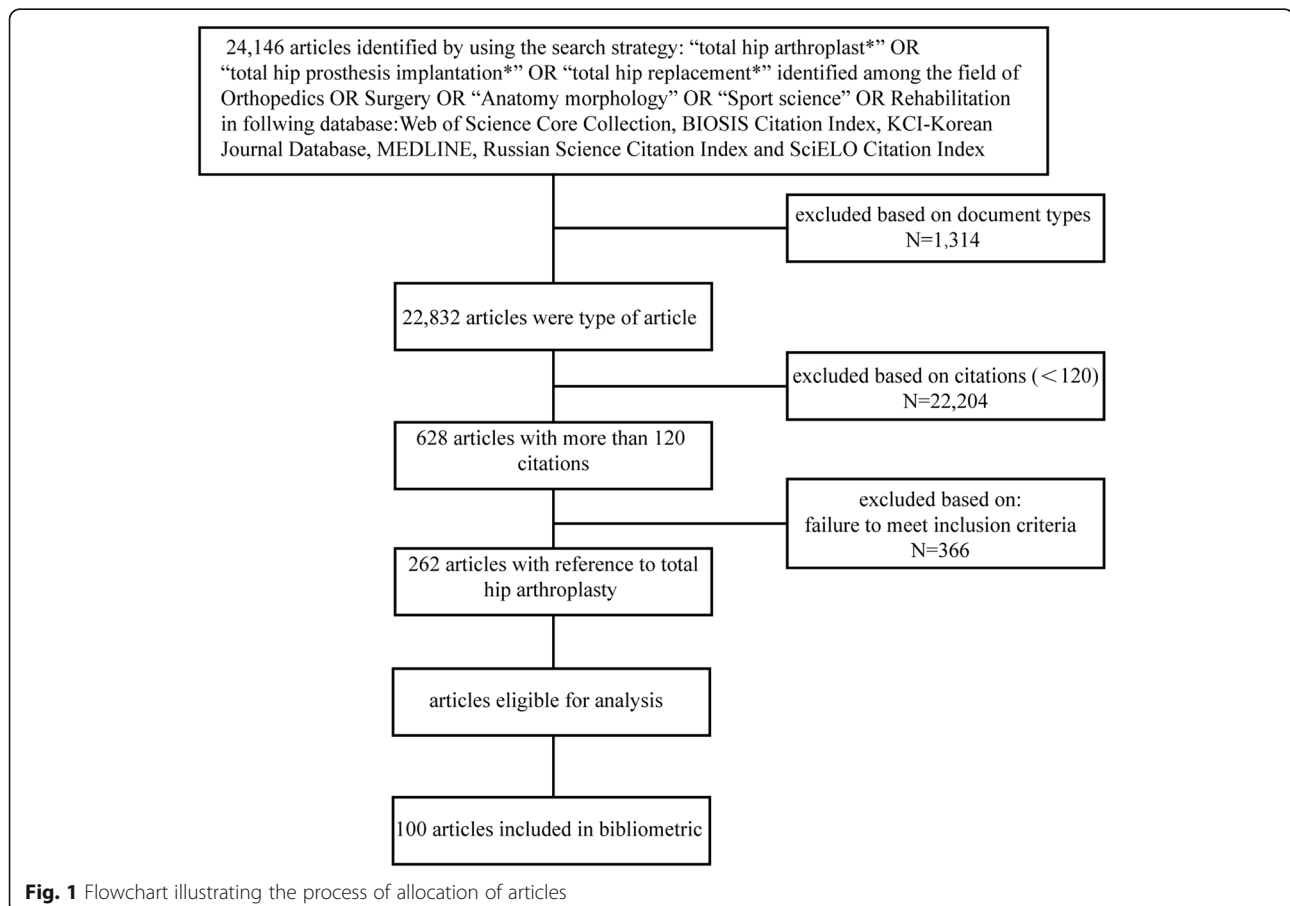 24,146 articles identified by using the search strategy: “total hip arthroplast*” OR
“total hip prosthesis implantation*” OR “total hip replacement*” identified among the field of
Orthopedics OR Surgery OR “Anatomy morphology” OR “Sport science” OR Rehabilitation
in follwing database:Web of Science Core Collection, BIOSIS Citation Index, KCI-Korean
Journal Database, MEDLINE, Russian Science Citation Index and SciELO Citation Index
excluded based on document types
N=1,314
22,832 articles were type of article
excluded based on citations (<120)
N=22,204
628 articles with more than 120
citations
excluded based on:
failure to meet inclusion criteria
N=366
262 articles with reference to total
hip arthroplasty
articles eligible for analysis
100 articles included in bibliometric
Fig. 1 Flowchart illustrating the process of allocation of articles